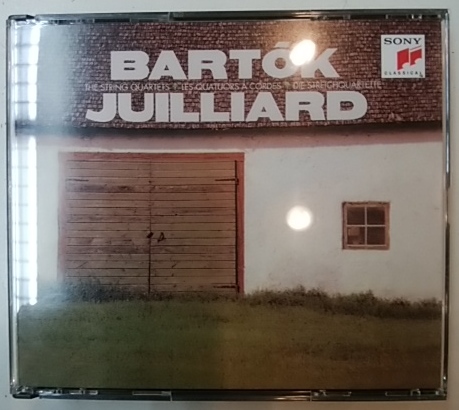 BARTÓK
THE STRING QUARTETS · LES QUATUORS À CORDES · DIE STREICHQUARTETTE
JUILLIARD
SONY
CLASSICAL